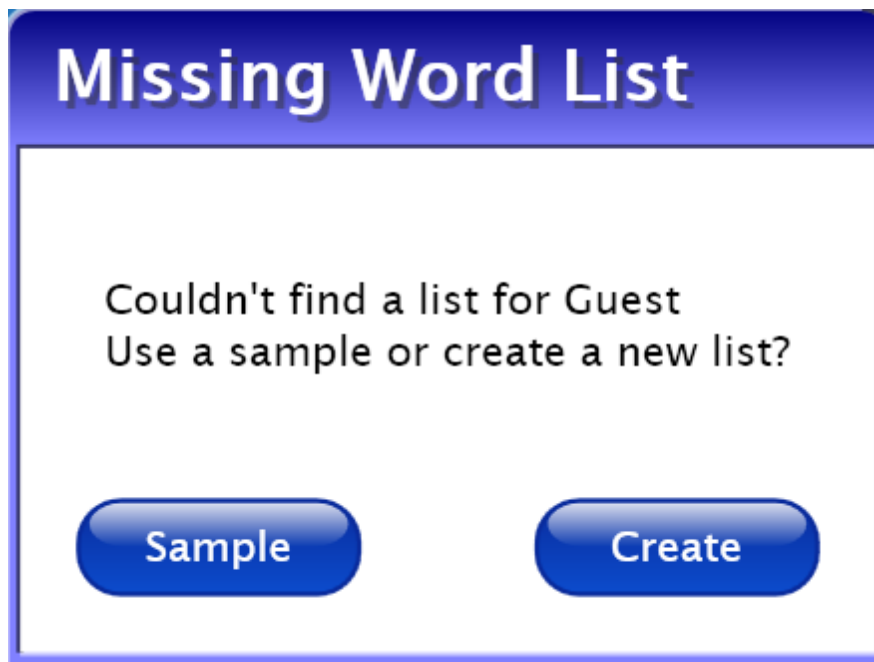 Missing Word List
Couldn't find a list for Guest
Use a sample or create a new list?
Sample
Create